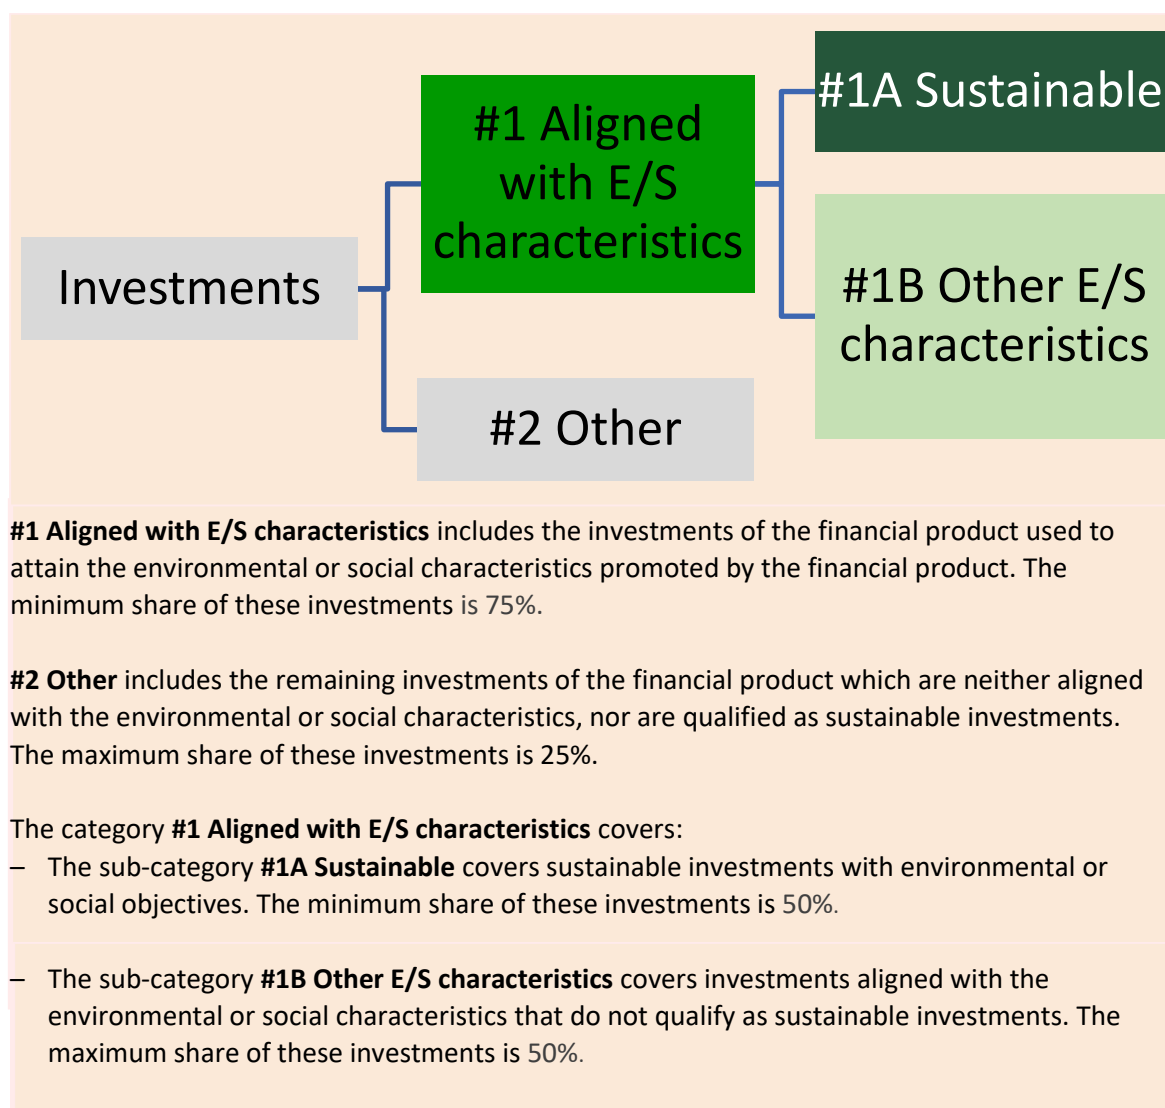 #1A Sustainable
#1 Aligned
with E/S
characteristics
Investments
#1B Other E/S
characteristics
#2 Other
#1 Aligned with E/S characteristics includes the investments of the financial product used to
attain the environmental or social characteristics promoted by the financial product. The
minimum share of these investments is 75%.
#2 Other includes the remaining investments of the financial product which are neither aligned
with the environmental or social characteristics, nor are qualified as sustainable investments.
The maximum share of these investments is 25%.
The category #1 Aligned with E/S characteristics covers:
– The sub-category #1A Sustainable covers sustainable investments with environmental or
social objectives. The minimum share of these investments is 50%.
– The sub-category #1B Other E/S characteristics covers investments aligned with the
environmental or social characteristics that do not qualify as sustainable investments. The
maximum share of these investments is 50%.